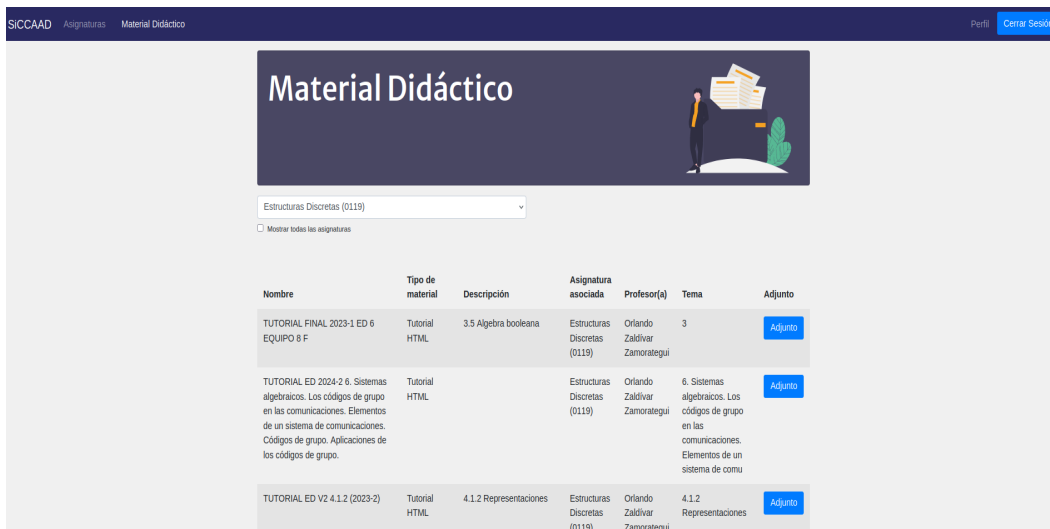 SiCCAAD Asignaturas Material Didáctico Perfil Cerrar Sesión
Material Didáctico
Estructuras Discretas (0119)
Mostrar todas las asignaturas
Nombre Tipo de material Descripción Asignatura asociada Profesor(a) Tema Adjunto
TUTORIAL FINAL 2023-1 ED 6
EQUIPO 8 F
Tutorial
HTML
3.5 Algebra booleana
Estructuras
Discretas
(0119)
Orlando
Zaldívar
Zamorategui
3
Adjunto
TUTORIAL ED 2024-2 6. Sistemas
algebraicos. Los códigos de grupo
en las comunicaciones. Elementos
de un sistema de comunicaciones.
Códigos de grupo. Aplicaciones de
los códigos de grupo.
Tutorial
HTML
Estructuras
Discretas
(0119)
Orlando
Zaldívar
Zamorategui
6. Sistemas
algebraicos. Los
códigos de grupo
en las
comunicaciones.
Elementos de un
sistema de comu
Adjunto
TUTORIAL ED V2 4.1.2 (2023-2)
Tutorial
HTML
4.1.2 Representaciones
Estructuras
Discretas
(0119)
Orlando
Zaldívar
Zamorategui
4.1.2
Representaciones
Adjunto